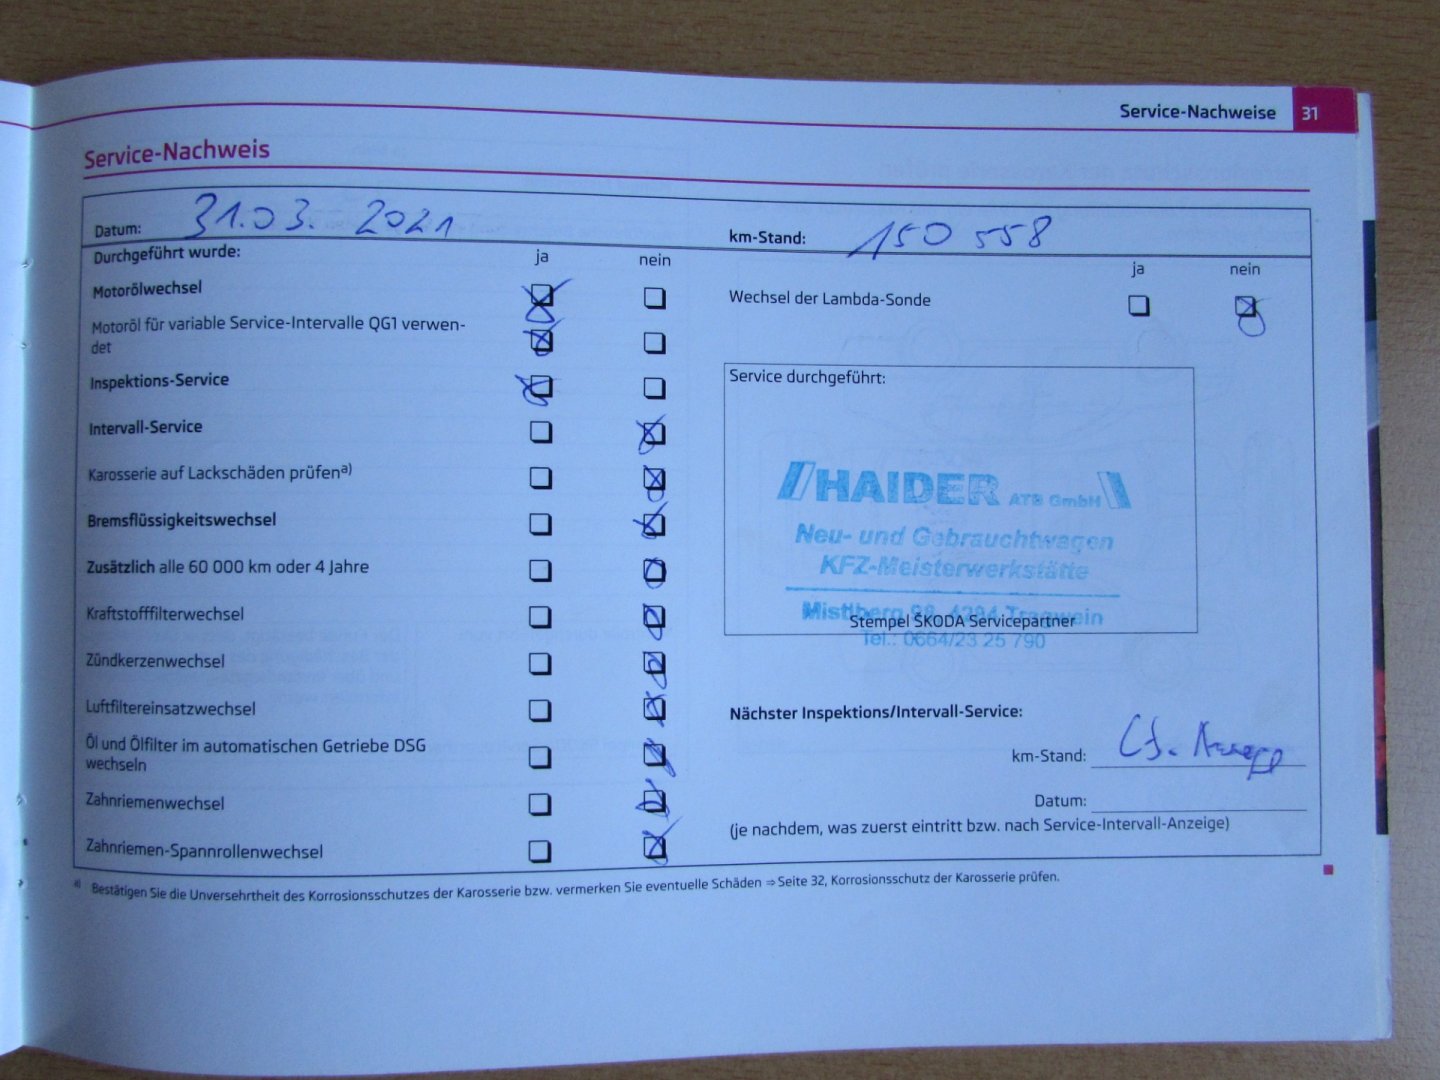 Service-Nachweise 31
Service-Nachweis
Datum: 31.03.2021
km-Stand: 150 558
Durchgeführt wurde: ja nein
ja nein
Motorölwechsel
Wechsel der Lambda-Sonde
Motoröl für variable Service-Intervalle QG1 verwen-
det
Inspektions-Service
Intervall-Service
Karosserie auf Lackschäden prüfen a)
Bremsflüssigkeitswechsel
Zusätzlich alle 60 000 km oder 4 Jahre
Kraftstofffilterwechsel
Zündkerzenwechsel
Luftfiltereinsatzwechsel
Öl und Ölfilter im automatischen Getriebe DSG
wechseln
Zahnriemenwechsel
Zahnriemen-Spannrollenwechsel
Service durchgeführt:
HAIDER ATB GmbH
Neu- und Gebrauchtwagen
KFZ-Meisterwerkstätte
Mistlberg 98, 4284 Tragwein
Stempel ŠKODA Servicepartner
Tel.: 0664/23 25 790
Nächster Inspektions/Intervall-Service:
km-Stand:
Datum:
(je nachdem, was zuerst eintritt bzw. nach Service-Intervall-Anzeige)
a) Bestätigen Sie die Unversehrtheit des Korrosionsschutzes der Karosserie bzw. vermerken Sie eventuelle Schäden ⇒ Seite 32, Korrosionsschutz der Karosserie prüfen.